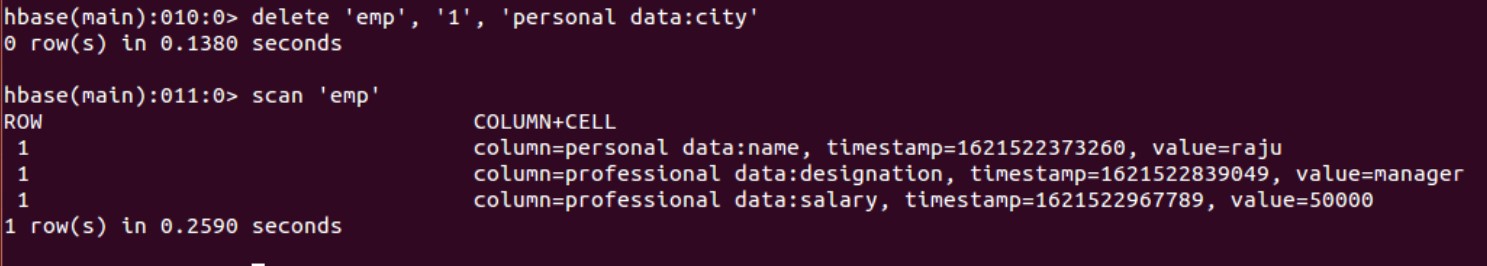 hbase(main):010:0> delete 'emp', '1', 'personal data:city'
0 row(s) in 0.1380 seconds
hbase(main):011:0> scan 'emp'
ROW COLUMN+CELL
1 column=personal data:name, timestamp=1621522373260, value=raju
1 column=professional data:designation, timestamp=1621522839049, value=manager
1 column=professional data:salary, timestamp=1621522967789, value=50000
1 row(s) in 0.2590 seconds